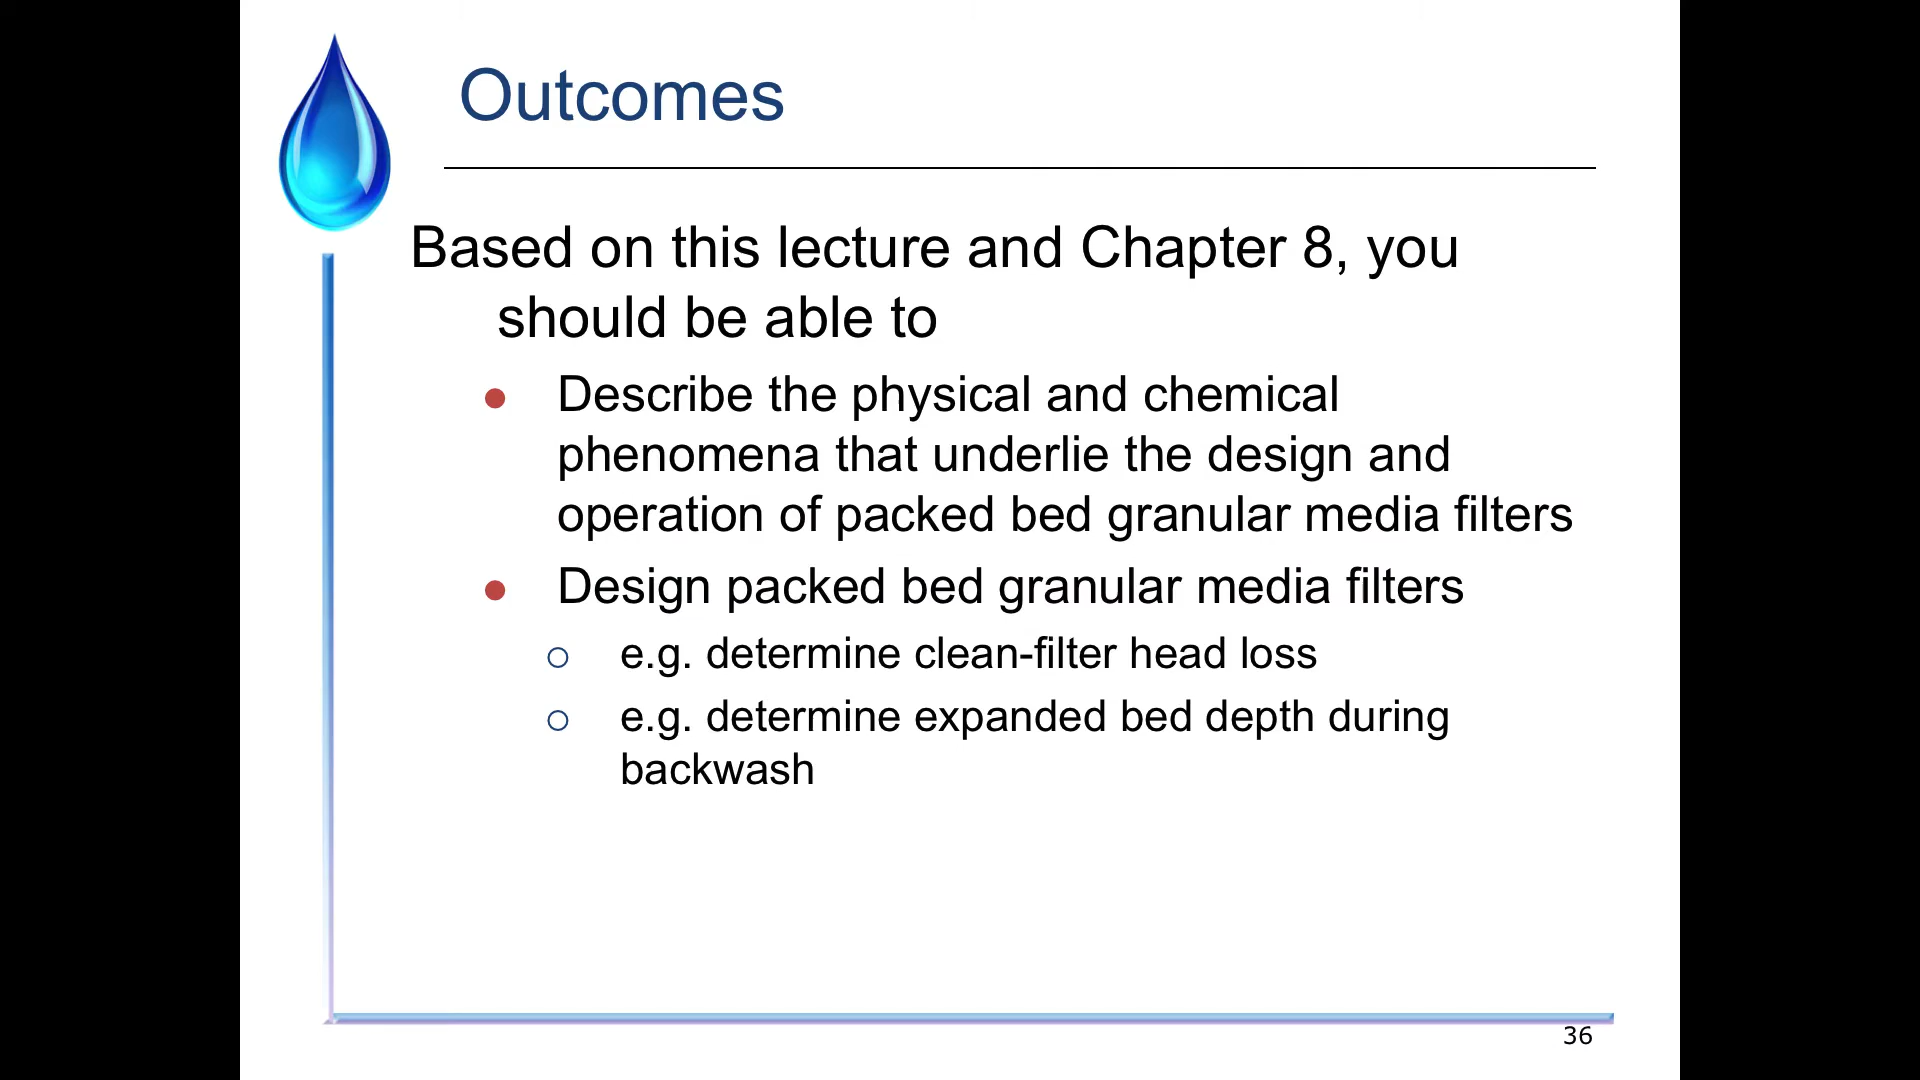 Outcomes
Based on this lecture and Chapter 8, you
should be able to
● Describe the physical and chemical
phenomena that underlie the design and
operation of packed bed granular media filters
● Design packed bed granular media filters
○ e.g. determine clean-filter head loss
○ e.g. determine expanded bed depth during
backwash
36